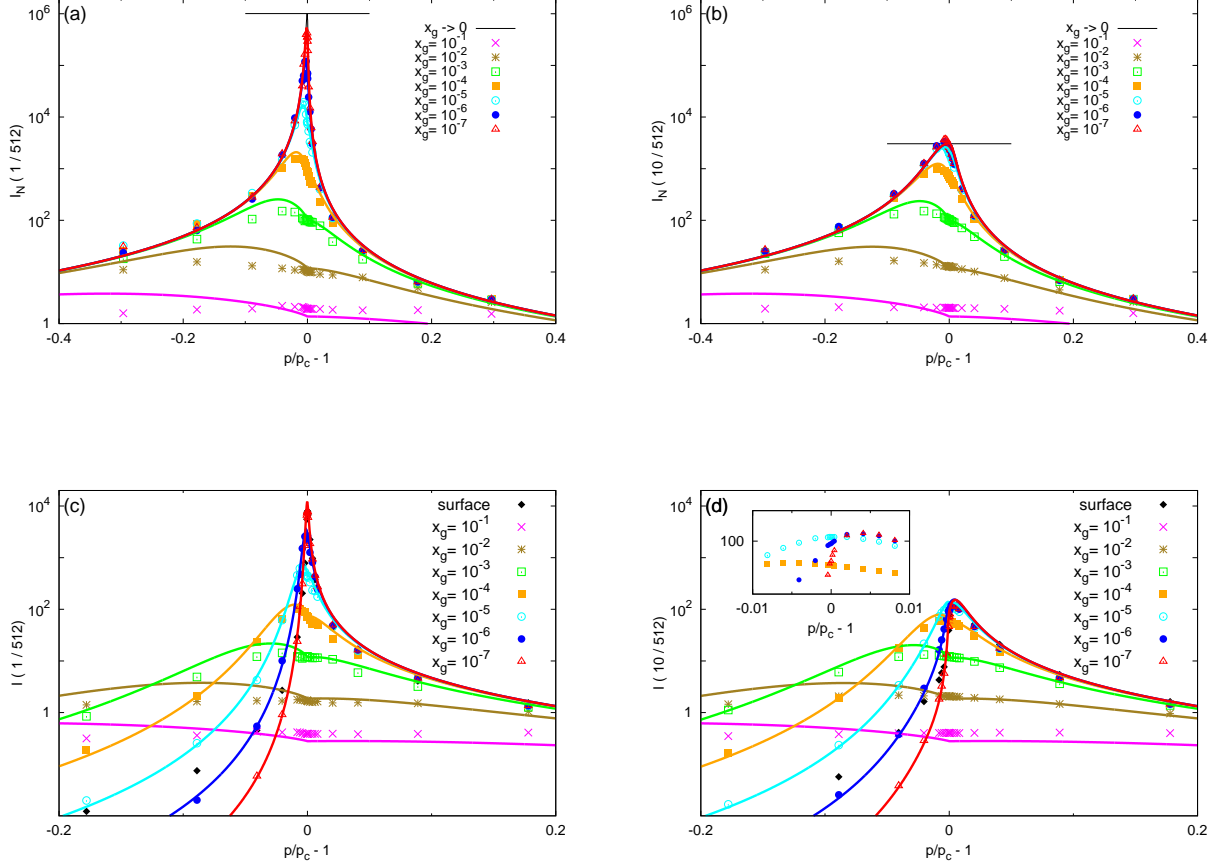 (a)
I_N ( 1 / 512)
10^6
10^4
10^2
1
-0.4
-0.2
0
0.2
0.4
p/p_c - 1
x_g -> 0
x_g= 10^-1
x_g= 10^-2
x_g= 10^-3
x_g= 10^-4
x_g= 10^-5
x_g= 10^-6
x_g= 10^-7
(b)
I_N ( 10 / 512)
10^6
10^4
10^2
1
-0.4
-0.2
0
0.2
0.4
p/p_c - 1
x_g -> 0
x_g= 10^-1
x_g= 10^-2
x_g= 10^-3
x_g= 10^-4
x_g= 10^-5
x_g= 10^-6
x_g= 10^-7
(c)
I ( 1 / 512)
10^4
10^2
1
-0.2
-0.1
0
0.1
0.2
p/p_c - 1
surface
x_g= 10^-1
x_g= 10^-2
x_g= 10^-3
x_g= 10^-4
x_g= 10^-5
x_g= 10^-6
x_g= 10^-7
(d)
I ( 10 / 512)
10^4
10^2
1
-0.2
-0.1
0
0.1
0.2
p/p_c - 1
surface
x_g= 10^-1
x_g= 10^-2
x_g= 10^-3
x_g= 10^-4
x_g= 10^-5
x_g= 10^-6
x_g= 10^-7
100
-0.01
0
0.01
p/p_c - 1